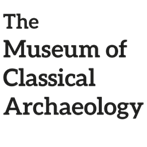 The
Museum of
Classical
Archaeology